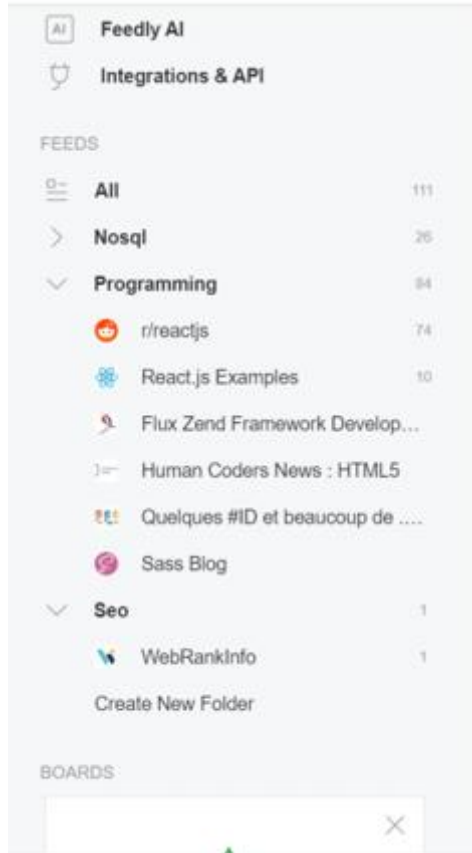 AI Feedly AI
Integrations & API
FEEDS
All 111
Nosql 26
Programming 84
r/reactjs 74
React.js Examples 10
Flux Zend Framework Develop...
Human Coders News : HTML5
Quelques #ID et beaucoup de ....
Sass Blog
Seo 1
WebRankInfo 1
Create New Folder
BOARDS